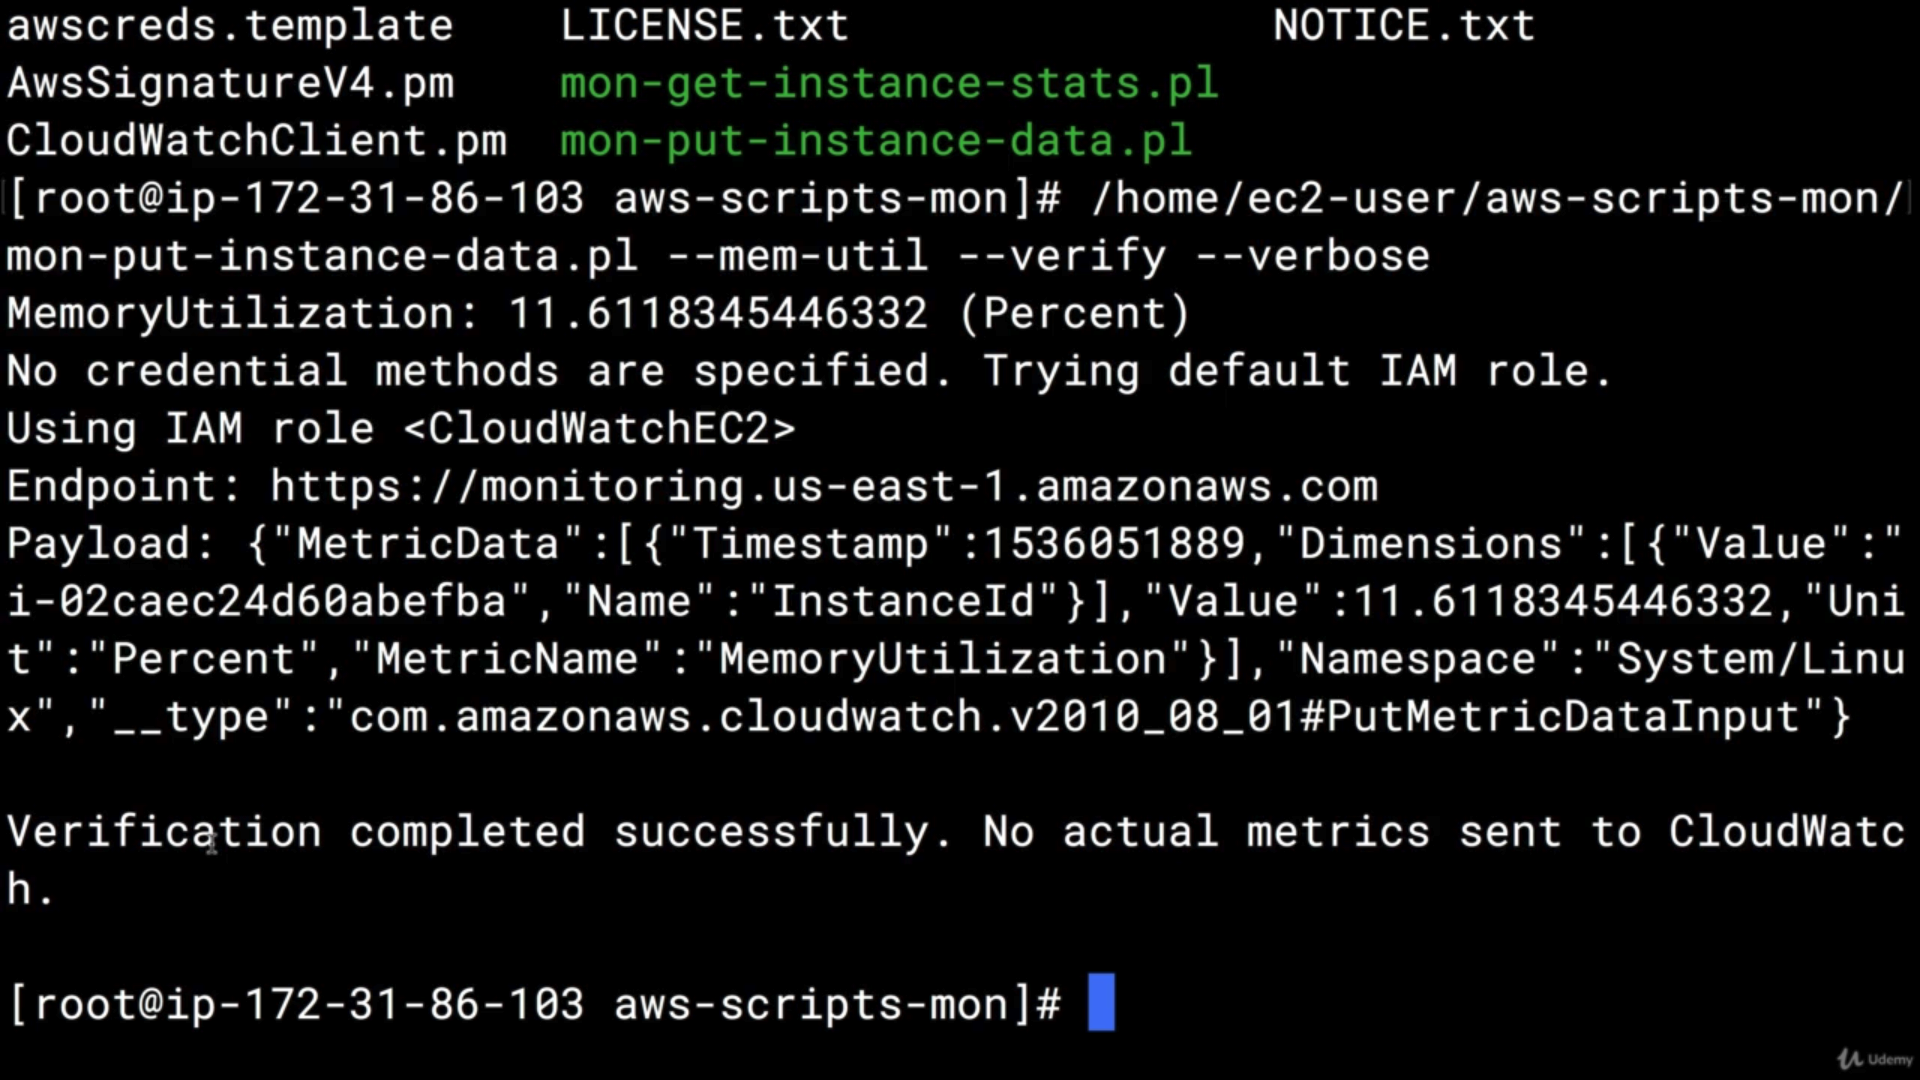 awscreds.template LICENSE.txt NOTICE.txt
AwsSignatureV4.pm mon-get-instance-stats.pl
CloudWatchClient.pm mon-put-instance-data.pl
[root@ip-172-31-86-103 aws-scripts-mon]# /home/ec2-user/aws-scripts-mon/
mon-put-instance-data.pl --mem-util --verify --verbose
MemoryUtilization: 11.6118345446332 (Percent)
No credential methods are specified. Trying default IAM role.
Using IAM role <CloudWatchEC2>
Endpoint: https://monitoring.us-east-1.amazonaws.com
Payload: {"MetricData":[{"Timestamp":1536051889,"Dimensions":[{"Value":"
i-02caec24d60abefba","Name":"InstanceId"}],"Value":11.6118345446332,"Uni
t":"Percent","MetricName":"MemoryUtilization"}],"Namespace":"System/Linu
x","__type":"com.amazonaws.cloudwatch.v2010_08_01#PutMetricDataInput"}
Verification completed successfully. No actual metrics sent to CloudWatc
h.
[root@ip-172-31-86-103 aws-scripts-mon]#
Udemy